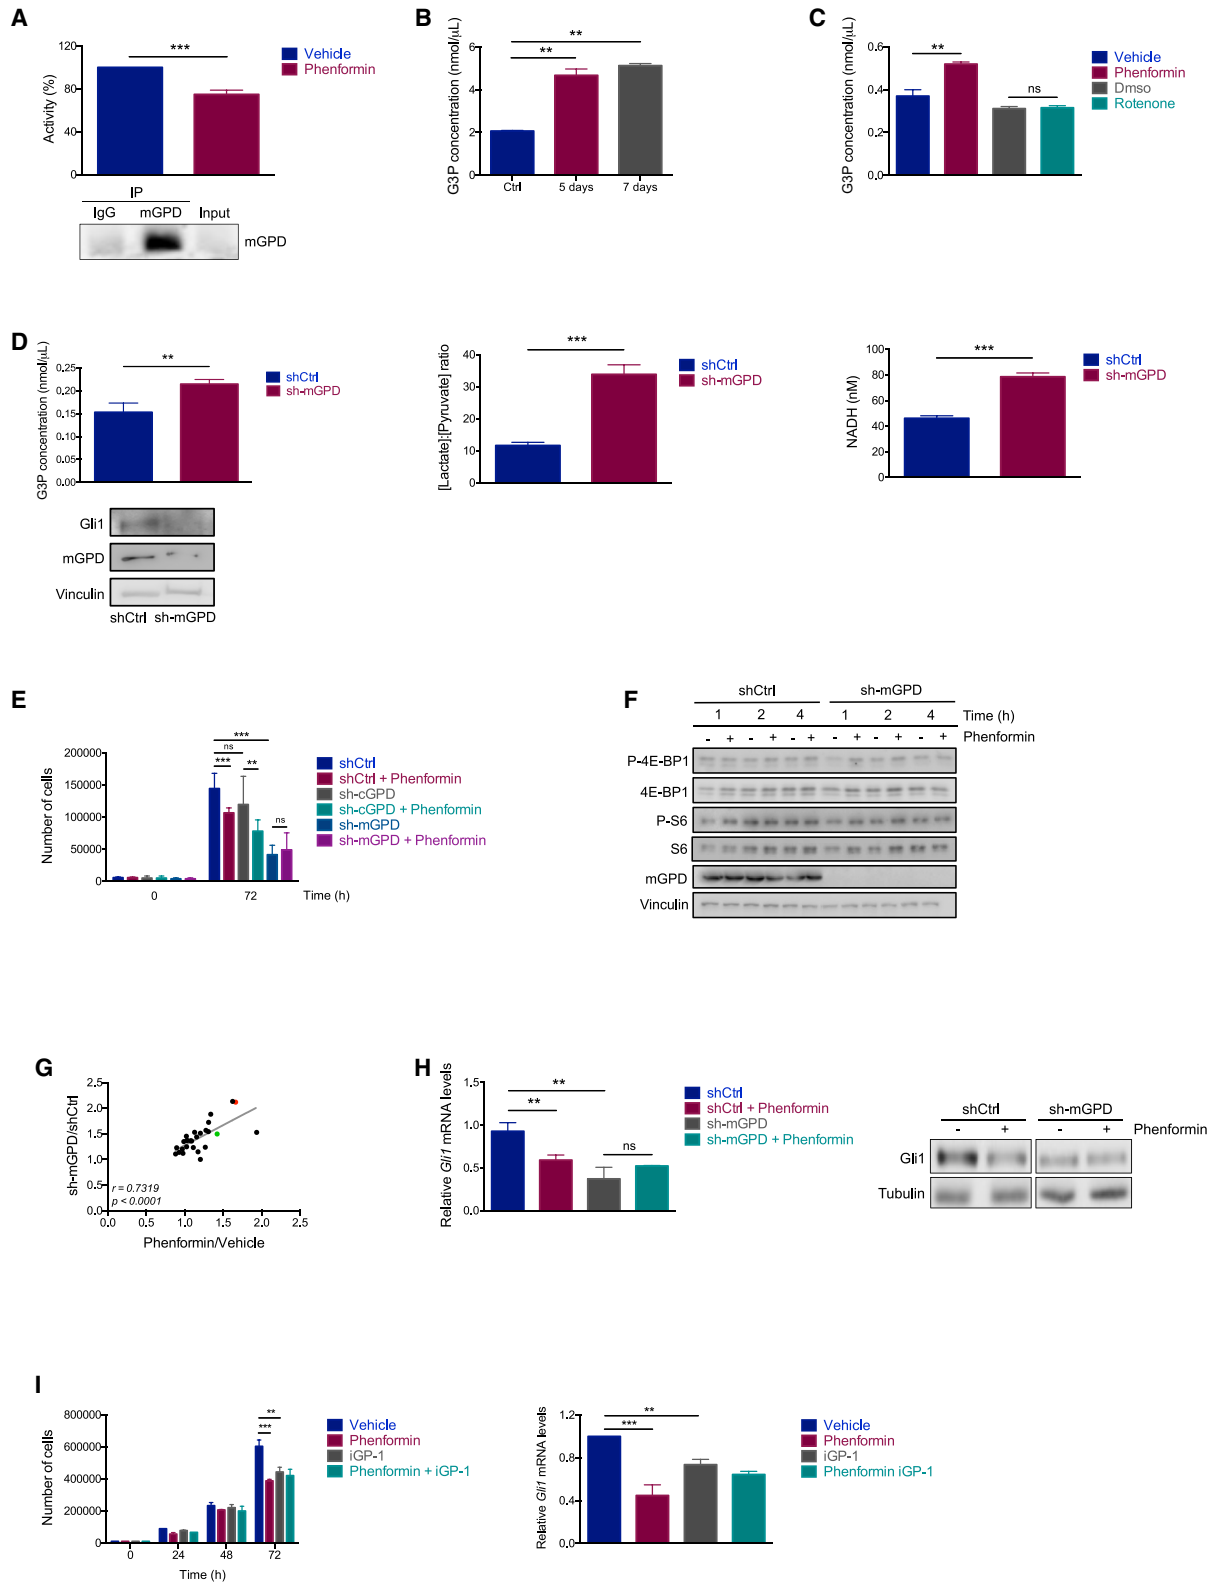 A
Activity (%)
120
80
40
0
***
Vehicle
Phenformin
IP
IgG mGPD Input
mGPD
B
G3P concentration (nmol/μL)
6
4
2
0
**
**
Ctrl 5 days 7 days
C
G3P concentration (nmol/μL)
0.6
0.4
0.2
0.0
**
ns
Vehicle
Phenformin
Dmso
Rotenone
D
G3P concentration (nmol/μL)
0.25
0.20
0.15
0.10
0.05
0.00
**
shCtrl
sh-mGPD
Gli1
mGPD
Vinculin
shCtrl sh-mGPD
[Lactate]:[Pyruvate] ratio
40
30
20
10
0
***
shCtrl
sh-mGPD
NADH (nM)
100
80
60
40
20
0
***
shCtrl
sh-mGPD
E
Number of cells
200000
150000
100000
50000
0
***
ns
*** **
ns
0 72 Time (h)
shCtrl
shCtrl + Phenformin
sh-cGPD
sh-cGPD + Phenformin
sh-mGPD
sh-mGPD + Phenformin
F
shCtrl sh-mGPD
1 2 4 1 2 4 Time (h)
- + - + - + - + - + - + Phenformin
P-4E-BP1
4E-BP1
P-S6
S6
mGPD
Vinculin
G
sh-mGPD/shCtrl
2.5
2.0
1.5
1.0
0.5
0.0
r = 0.7319
p < 0.0001
0.0 0.5 1.0 1.5 2.0 2.5
Phenformin/Vehicle
H
Relative Gli1 mRNA levels
1.5
1.0
0.5
0.0
**
**
ns
shCtrl
shCtrl + Phenformin
sh-mGPD
sh-mGPD + Phenformin
shCtrl sh-mGPD
- + - + Phenformin
Gli1
Tubulin
I
Number of cells
800000
600000
400000
200000
0
**
***
0 24 48 72
Time (h)
Vehicle
Phenformin
iGP-1
Phenformin + iGP-1
Relative Gli1 mRNA levels
1.2
0.8
0.4
0.0
**
***
Vehicle
Phenformin
iGP-1
Phenformin iGP-1